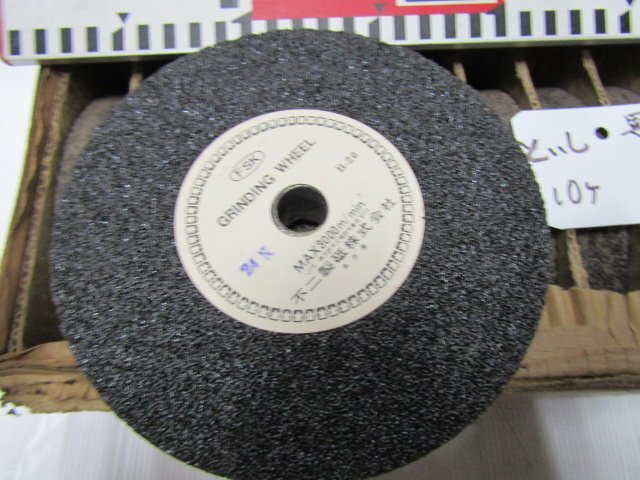 FSK
GRINDING WHEEL
B-20
MAX3000m/min
不二製砥株式会社
24 N
といし・
10ヶ